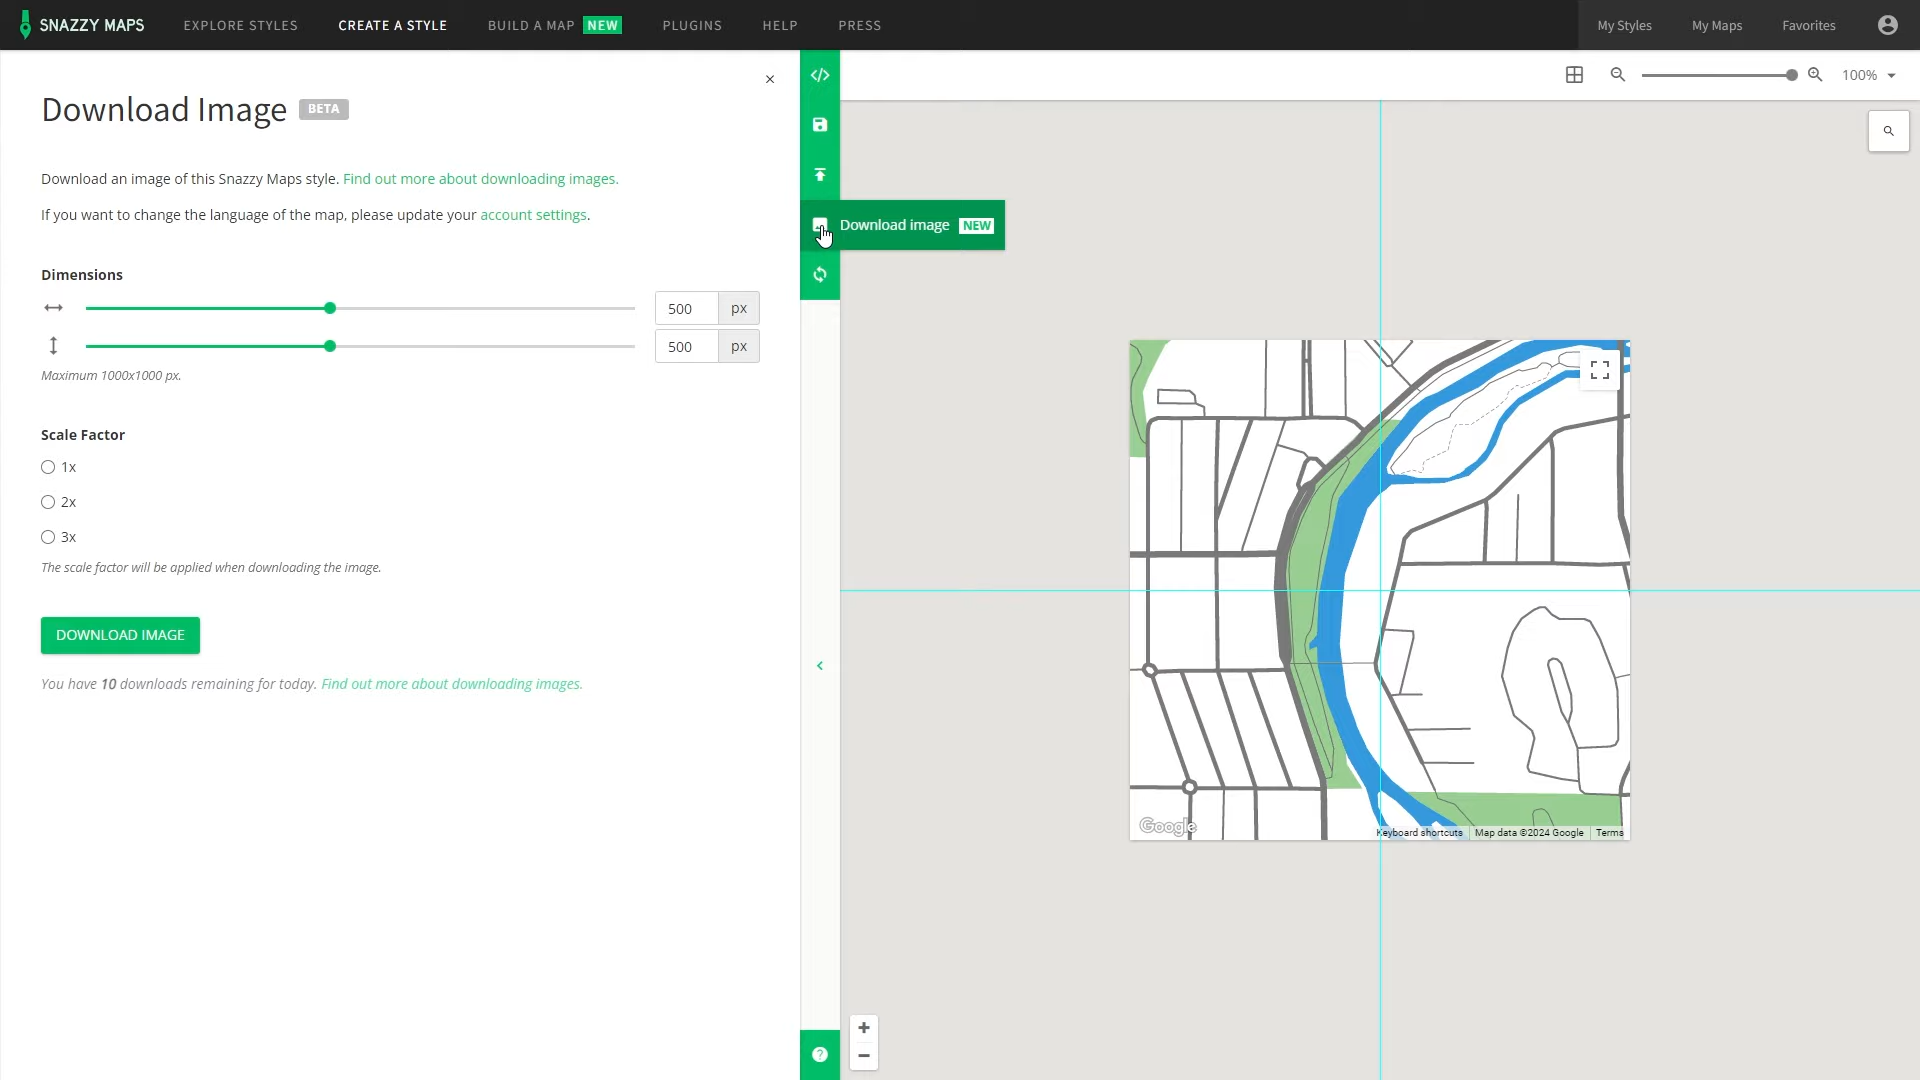 SNAZZY MAPS EXPLORE STYLES CREATE A STYLE BUILD A MAP NEW PLUGINS HELP PRESS My Styles My Maps Favorites
100%
Download Image BETA
Download an image of this Snazzy Maps style. Find out more about downloading images.
If you want to change the language of the map, please update your account settings.
Download image NEW
Dimensions
500 px
500 px
Maximum 1000x1000 px.
Scale Factor
1x
2x
3x
The scale factor will be applied when downloading the image.
DOWNLOAD IMAGE
You have 10 downloads remaining for today. Find out more about downloading images.
Google
Keyboard shortcuts Map data ©2024 Google Terms